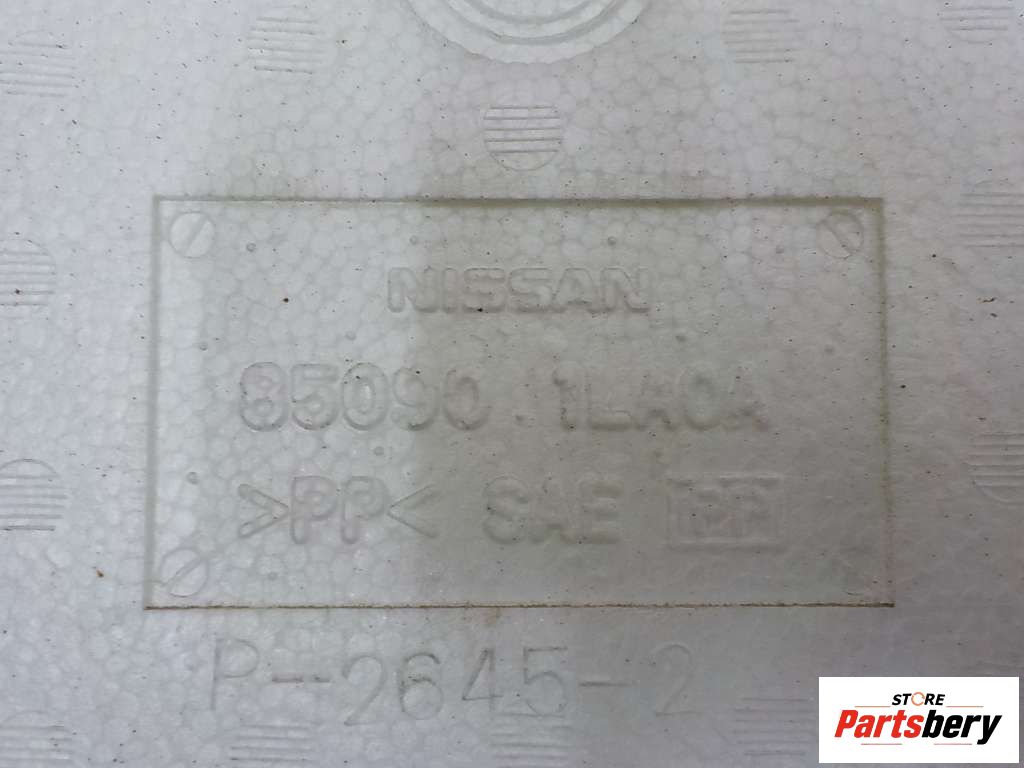 NISSAN
85090 . 1LA0A
>PP< SAE
P-2645-2
STORE
Partsbery